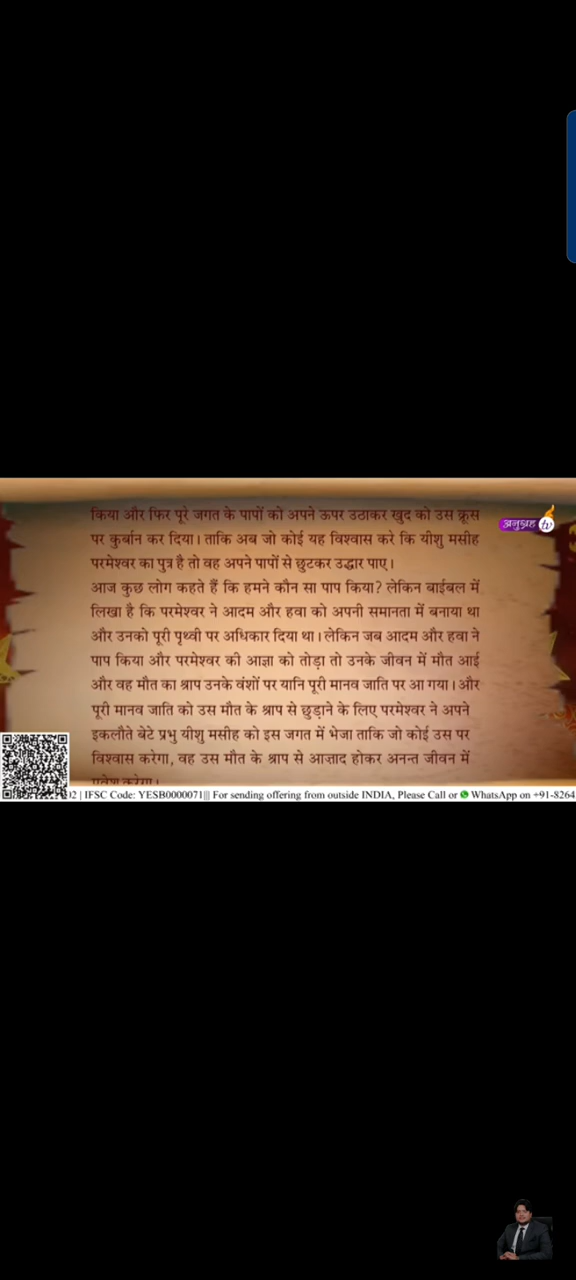 किया और फिर पूरे जगत के पापों को अपने ऊपर उठाकर खुद को उस क्रूस
पर कुर्बान कर दिया। ताकि अब जो कोई यह विश्वास करे कि यीशु मसीह
परमेश्वर का पुत्र है तो वह अपने पापों से छुटकर उद्धार पाए।
आज कुछ लोग कहते हैं कि हमने कौन सा पाप किया? लेकिन बाईबल में
लिखा है कि परमेश्वर ने आदम और हवा को अपनी समानता में बनाया था
और उनको पूरी पृथ्वी पर अधिकार दिया था। लेकिन जब आदम और हवा ने
पाप किया और परमेश्वर की आज्ञा को तोड़ा तो उनके जीवन में मौत आई
और वह मौत का श्राप उनके वंशों पर यानि पूरी मानव जाति पर आ गया। और
पूरी मानव जाति को उस मौत के श्राप से छुड़ाने के लिए परमेश्वर ने अपने
इकलौते बेटे प्रभु यीशु मसीह को इस जगत में भेजा ताकि जो कोई उस पर
विश्वास करेगा, वह उस मौत के श्राप से आज़ाद होकर अनन्त जीवन में
प्रवेश करेगा।
अनुग्रह tv
02 | IFSC Code: YESB0000071||| For sending offering from outside INDIA, Please Call or WhatsApp on +91-8264